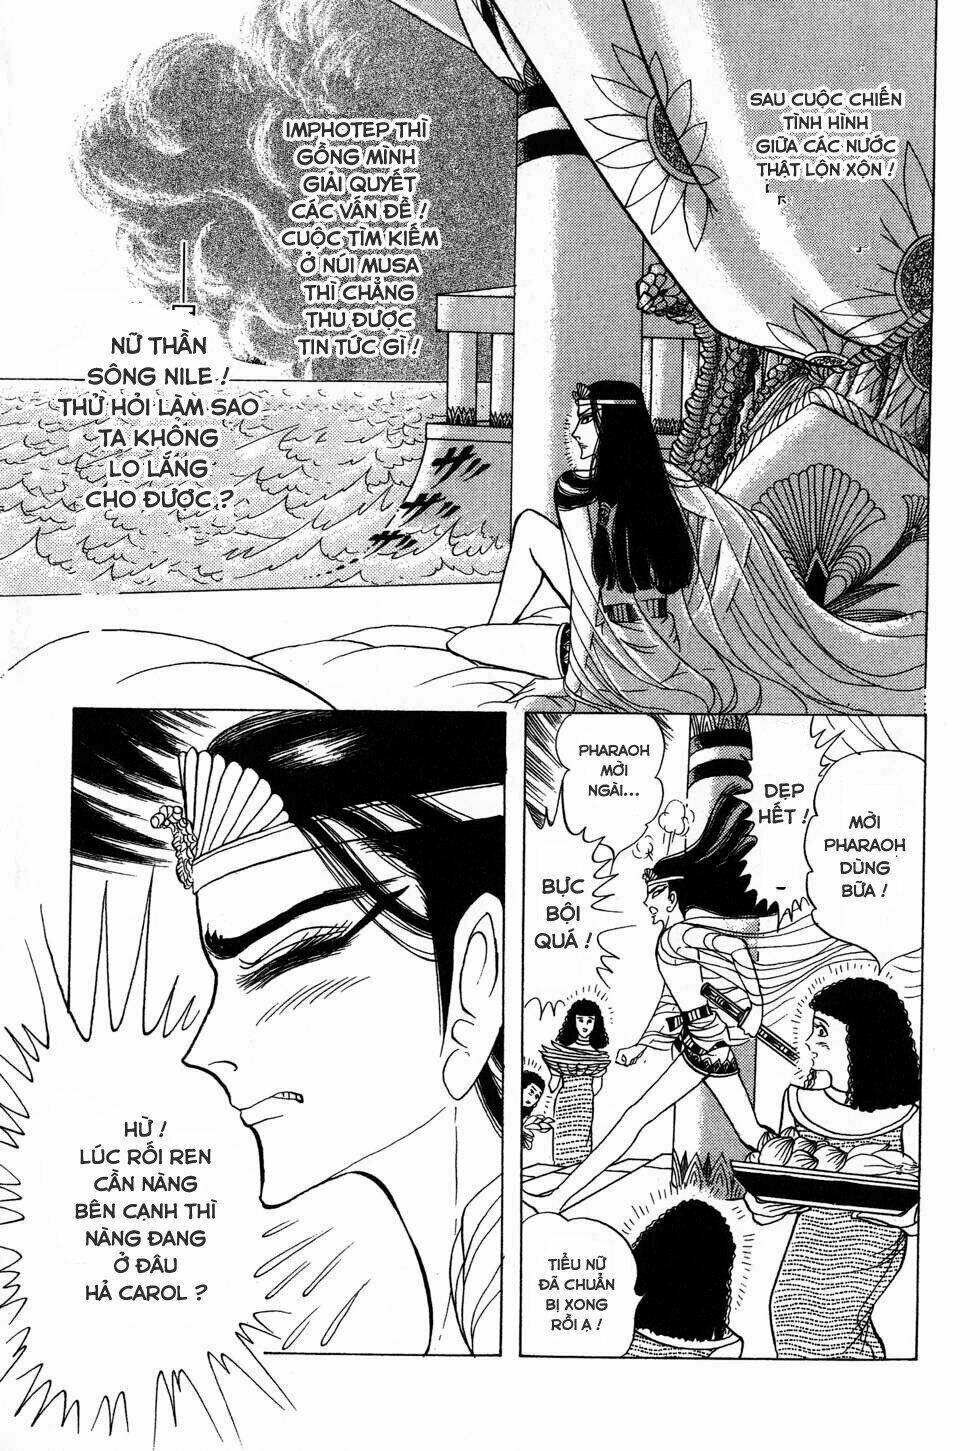 SAU CUỘC CHIẾN
TÌNH HÌNH
GIỮA CÁC NƯỚC
THẬT LỘN XỘN !
IMPHOTEP THÌ
GỒNG MÌNH
GIẢI QUYẾT
CÁC VẤN ĐỀ !
CUỘC TÌM KIẾM
Ở NÚI MUSA
THÌ CHẲNG
THU ĐƯỢC
TIN TỨC GÌ !
NỮ THẦN
SÔNG NILE !
THỬ HỎI LÀM SAO
TA KHÔNG
LO LẮNG
CHO ĐƯỢC ?
ザザザ
MỜI
PHARAOH
DÙNG
BỮA !
DẸP
HẾT !
PHARAOH
MỜI
NGÀI...
BỰC
BỘI
QUÁ !
TIỂU NỮ
ĐÃ CHUẨN
BỊ XONG
RỒI Ạ !
HỪ !
LÚC RỐI REN
CẦN NÀNG
BÊN CẠNH THÌ
NÀNG ĐANG
Ở ĐÂU
HẢ CAROL ?